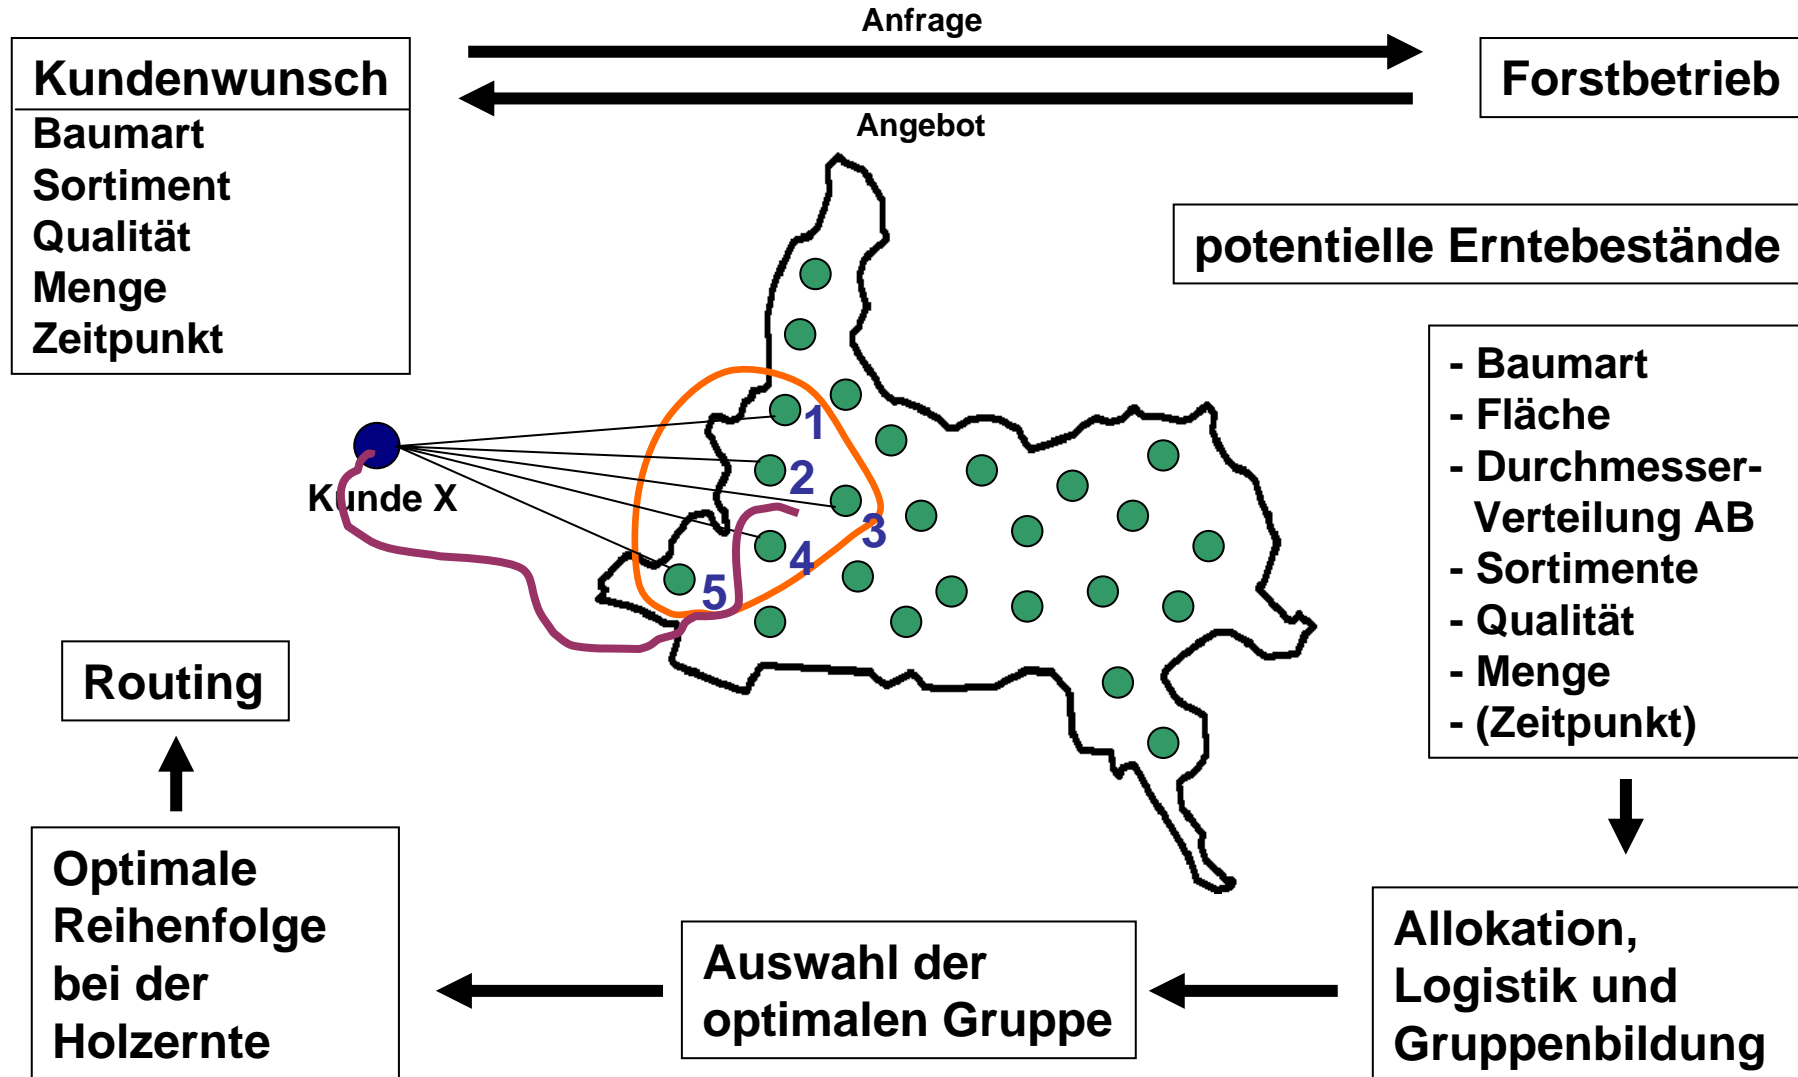 Anfrage
Kundenwunsch
Baumart
Sortiment
Qualität
Menge
Zeitpunkt
Forstbetrieb
Angebot
potentielle Erntebestände
- Baumart
- Fläche
- Durchmesser-
Verteilung AB
- Sortimente
- Qualität
- Menge
- (Zeitpunkt)
Kunde X
1
2
3
4
5
Routing
Optimale
Reihenfolge
bei der
Holzernte
Auswahl der
optimalen Gruppe
Allokation,
Logistik und
Gruppenbildung